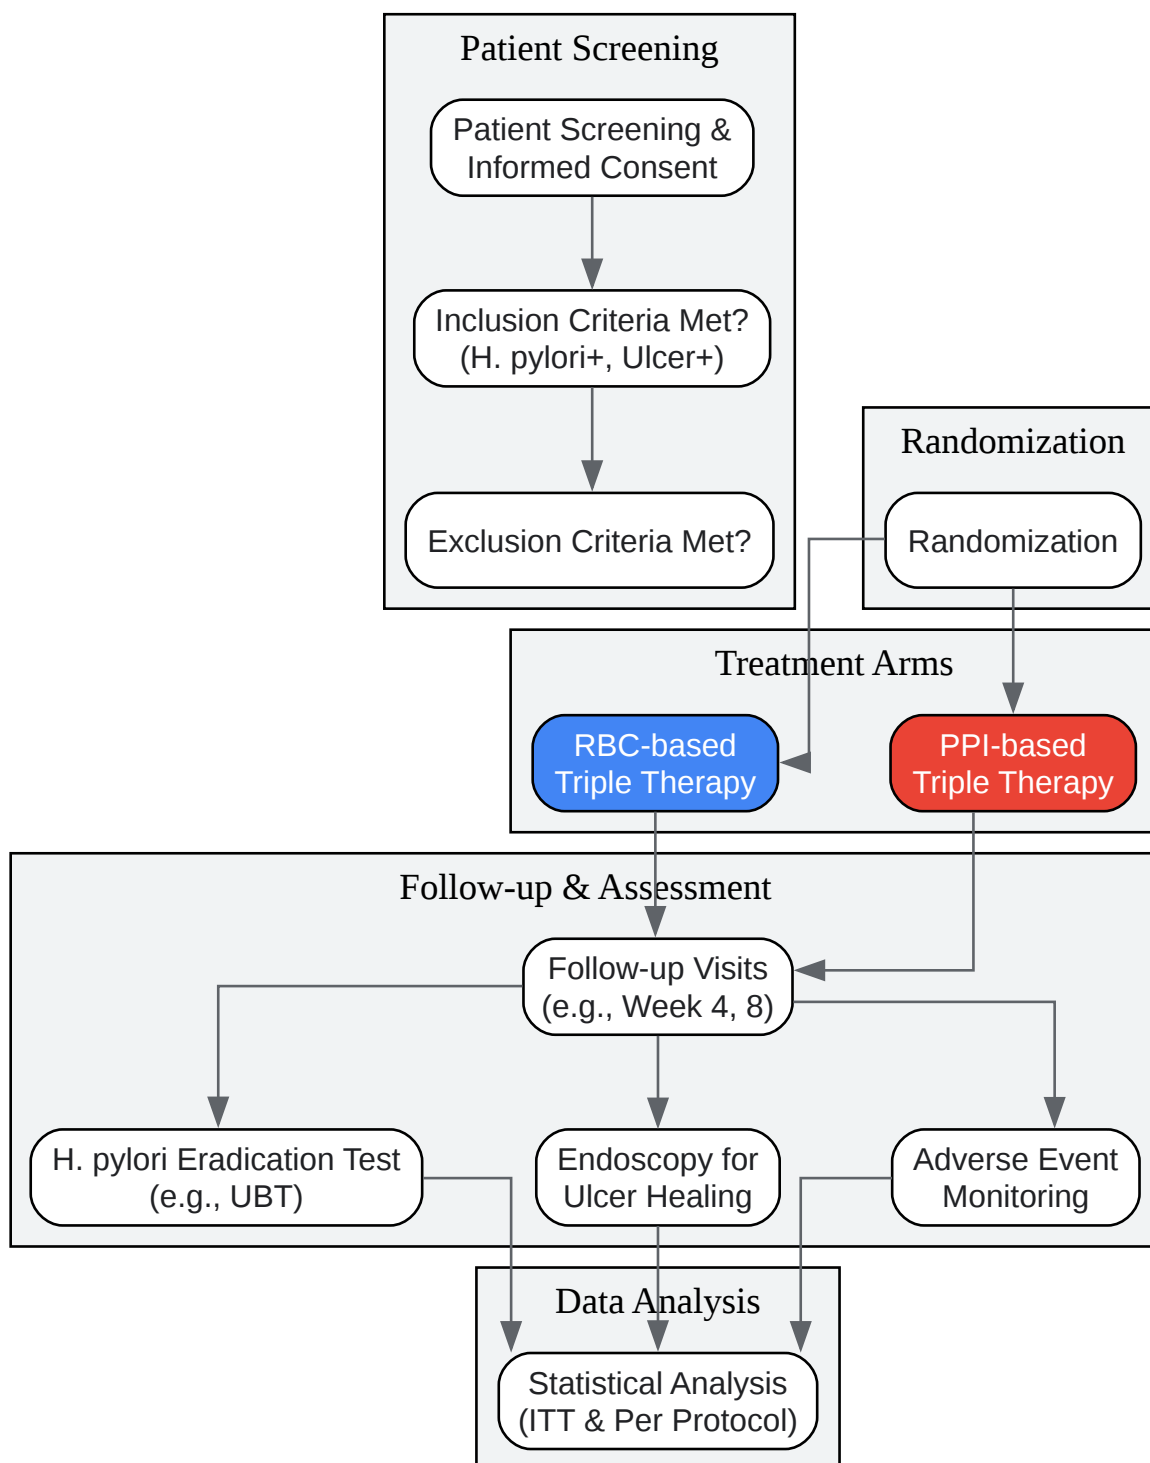 Patient Screening
Patient Screening &
Informed Consent
Inclusion Criteria Met?
(H. pylori+, Ulcer+)
Exclusion Criteria Met?
Randomization
Randomization
Treatment Arms
RBC-based
Triple Therapy
PPI-based
Triple Therapy
Follow-up & Assessment
Follow-up Visits
(e.g., Week 4, 8)
H. pylori Eradication Test
(e.g., UBT)
Endoscopy for
Ulcer Healing
Adverse Event
Monitoring
Data Analysis
Statistical Analysis
(ITT & Per Protocol)